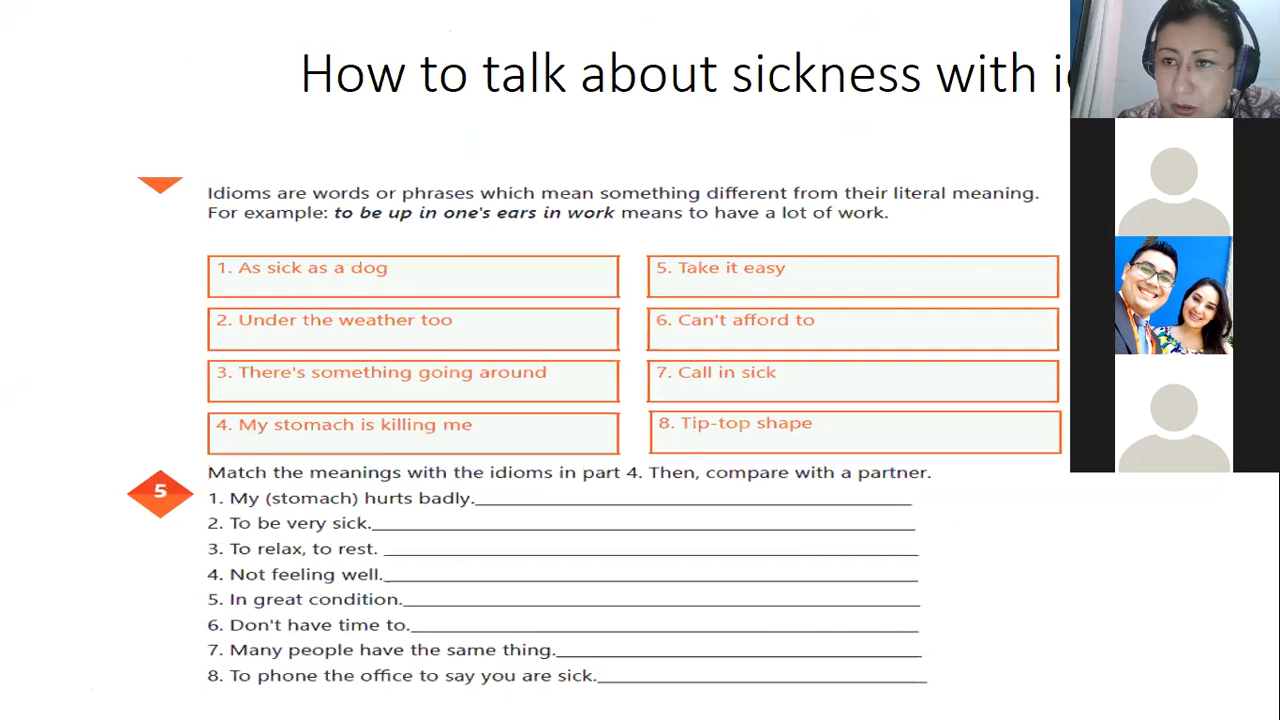 How to talk about sickness with
Idioms are words or phrases which mean something different from their literal meaning.
For example: to be up in one's ears in work means to have a lot of work.
1. As sick as a dog
5. Take it easy
2. Under the weather too
6. Can't afford to
3. There's something going around
7. Call in sick
4. My stomach is killing me
8. Tip-top shape
5
Match the meanings with the idioms in part 4. Then, compare with a partner.
1. My (stomach) hurts badly.
2. To be very sick.
3. To relax, to rest.
4. Not feeling well.
5. In great condition.
6. Don't have time to.
7. Many people have the same thing.
8. To phone the office to say you are sick.